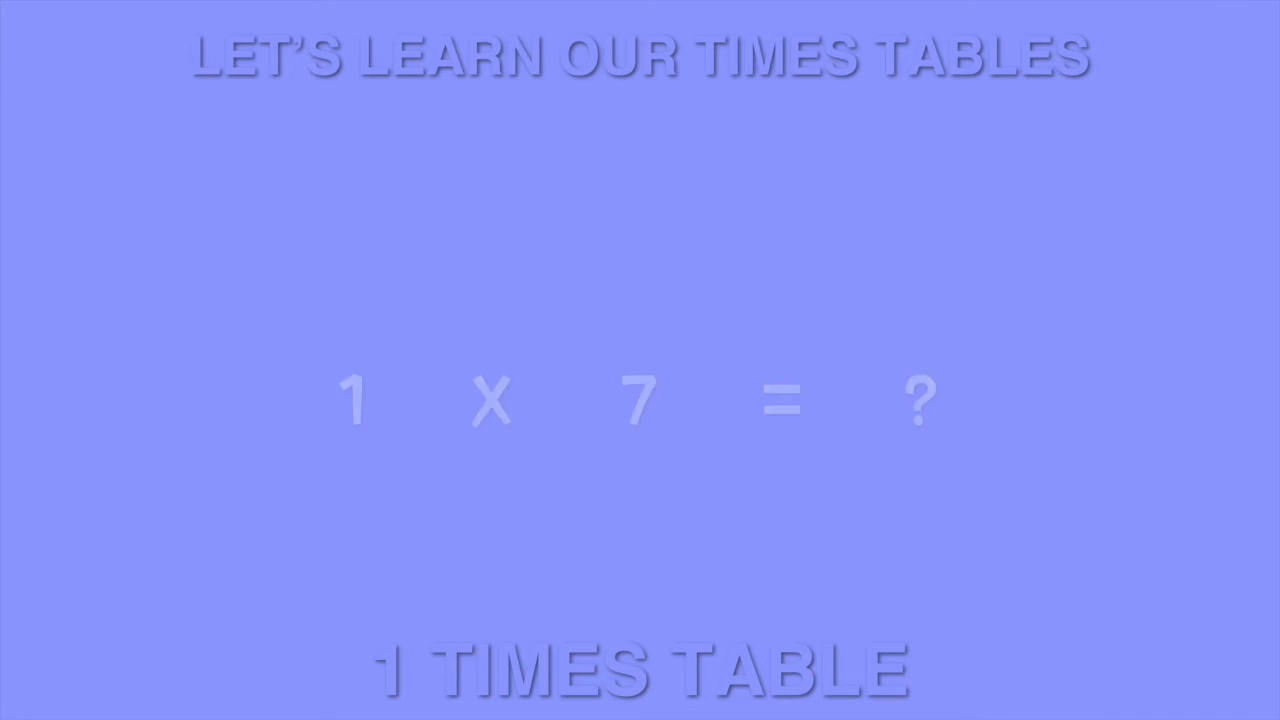 LET’S LEARN OUR TIMES TABLES
1 X 7 = ?
1 TIMES TABLE